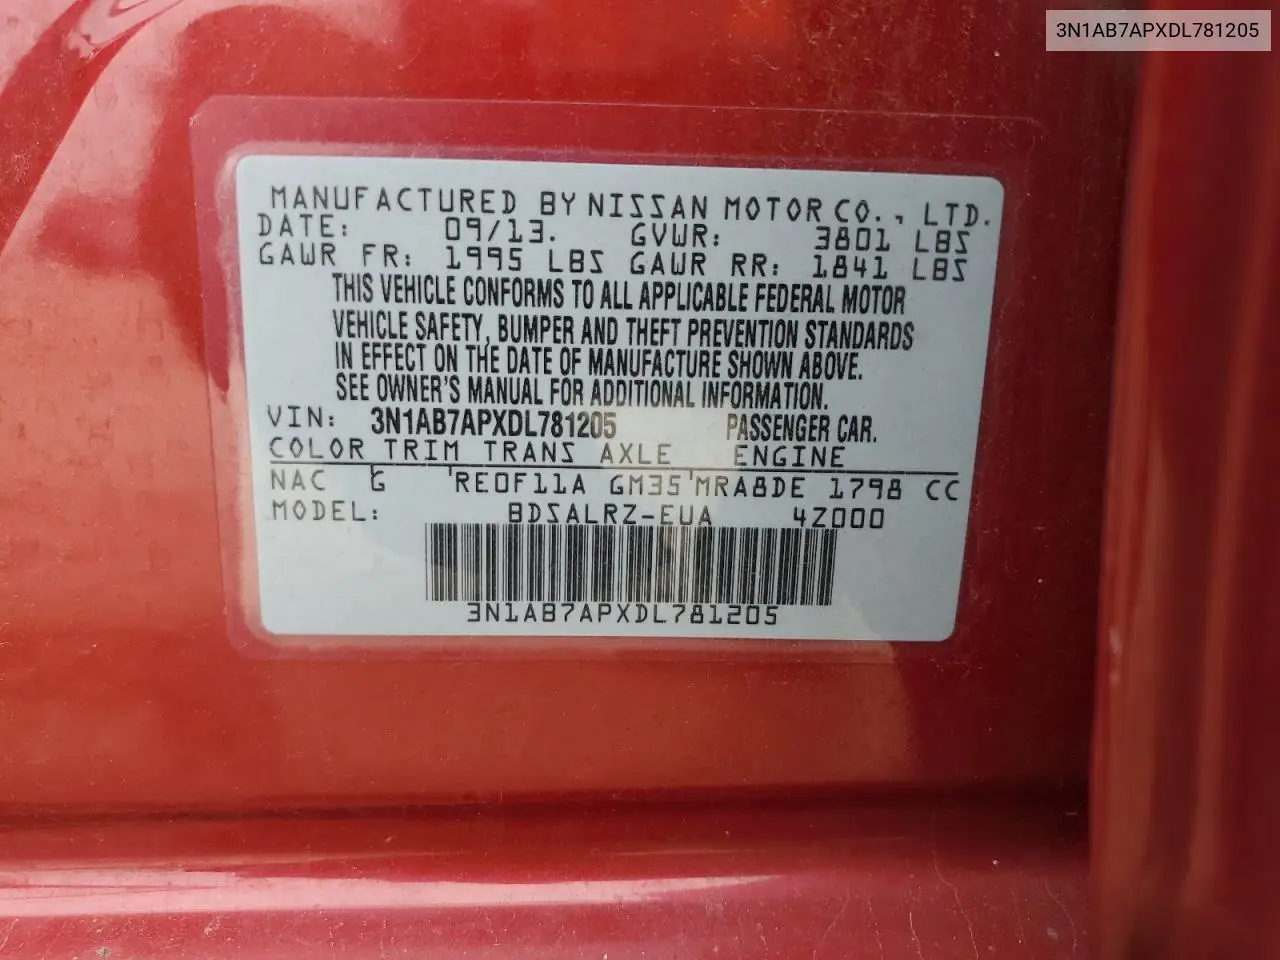 3N1AB7APXDL781205
MANUFACTURED BY NISSAN MOTOR CO., LTD.
DATE: 09/13. GVWR: 3801 LBS
GAWR FR: 1995 LBS GAWR RR: 1841 LBS
THIS VEHICLE CONFORMS TO ALL APPLICABLE FEDERAL MOTOR
VEHICLE SAFETY, BUMPER AND THEFT PREVENTION STANDARDS
IN EFFECT ON THE DATE OF MANUFACTURE SHOWN ABOVE.
SEE OWNER'S MANUAL FOR ADDITIONAL INFORMATION.
VIN: 3N1AB7APXDL781205 PASSENGER CAR.
COLOR TRIM TRANS AXLE ENGINE
NAC G RE0F11A GM35 MRA8DE 1798 CC
MODEL: BDSALRZ-EUA 4Z000
3N1AB7APXDL781205